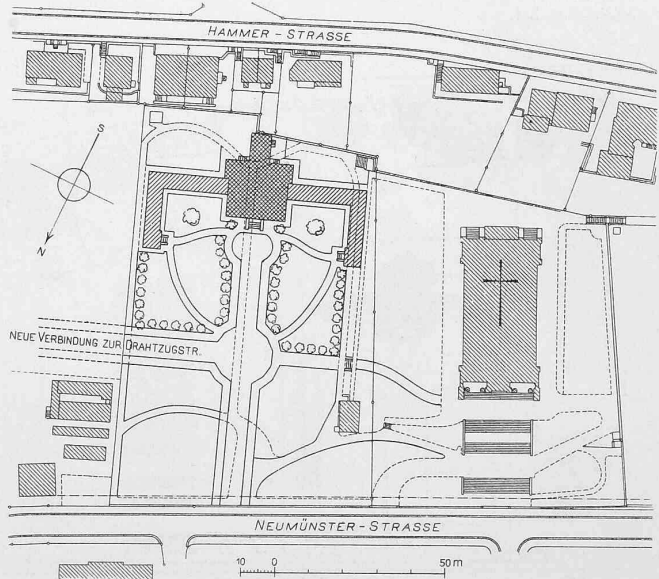 HAMMER - STRASSE
S
N
NEUE VERBINDUNG ZUR DRAHTZUGSTR.
NEUMÜNSTER - STRASSE
10 0 50 m